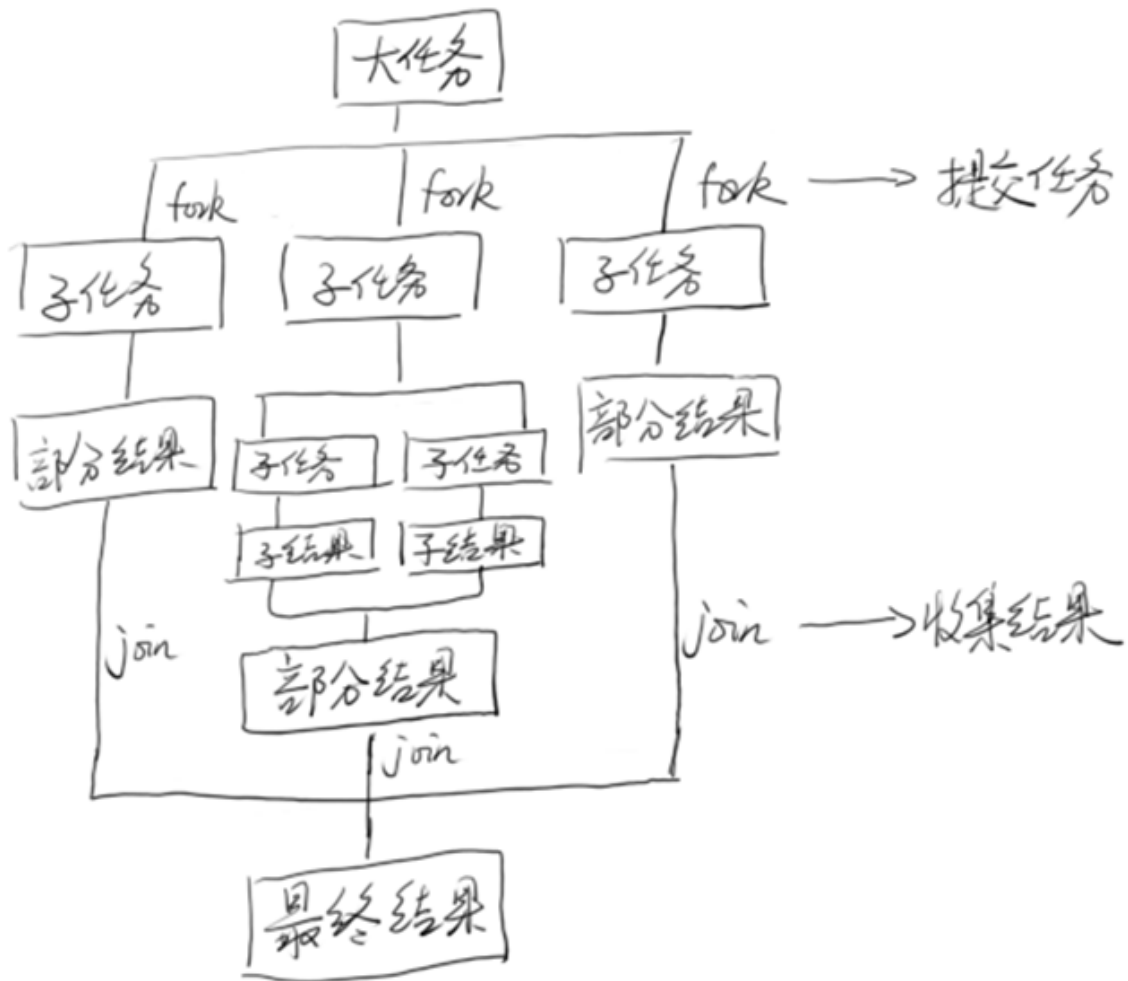 大任务
fork
fork
fork
提交任务
子任务
子任务
子任务
部分结果
部分结果
子任务
子任务
子结果
子结果
join
部分结果
join
收集结果
join
最终结果